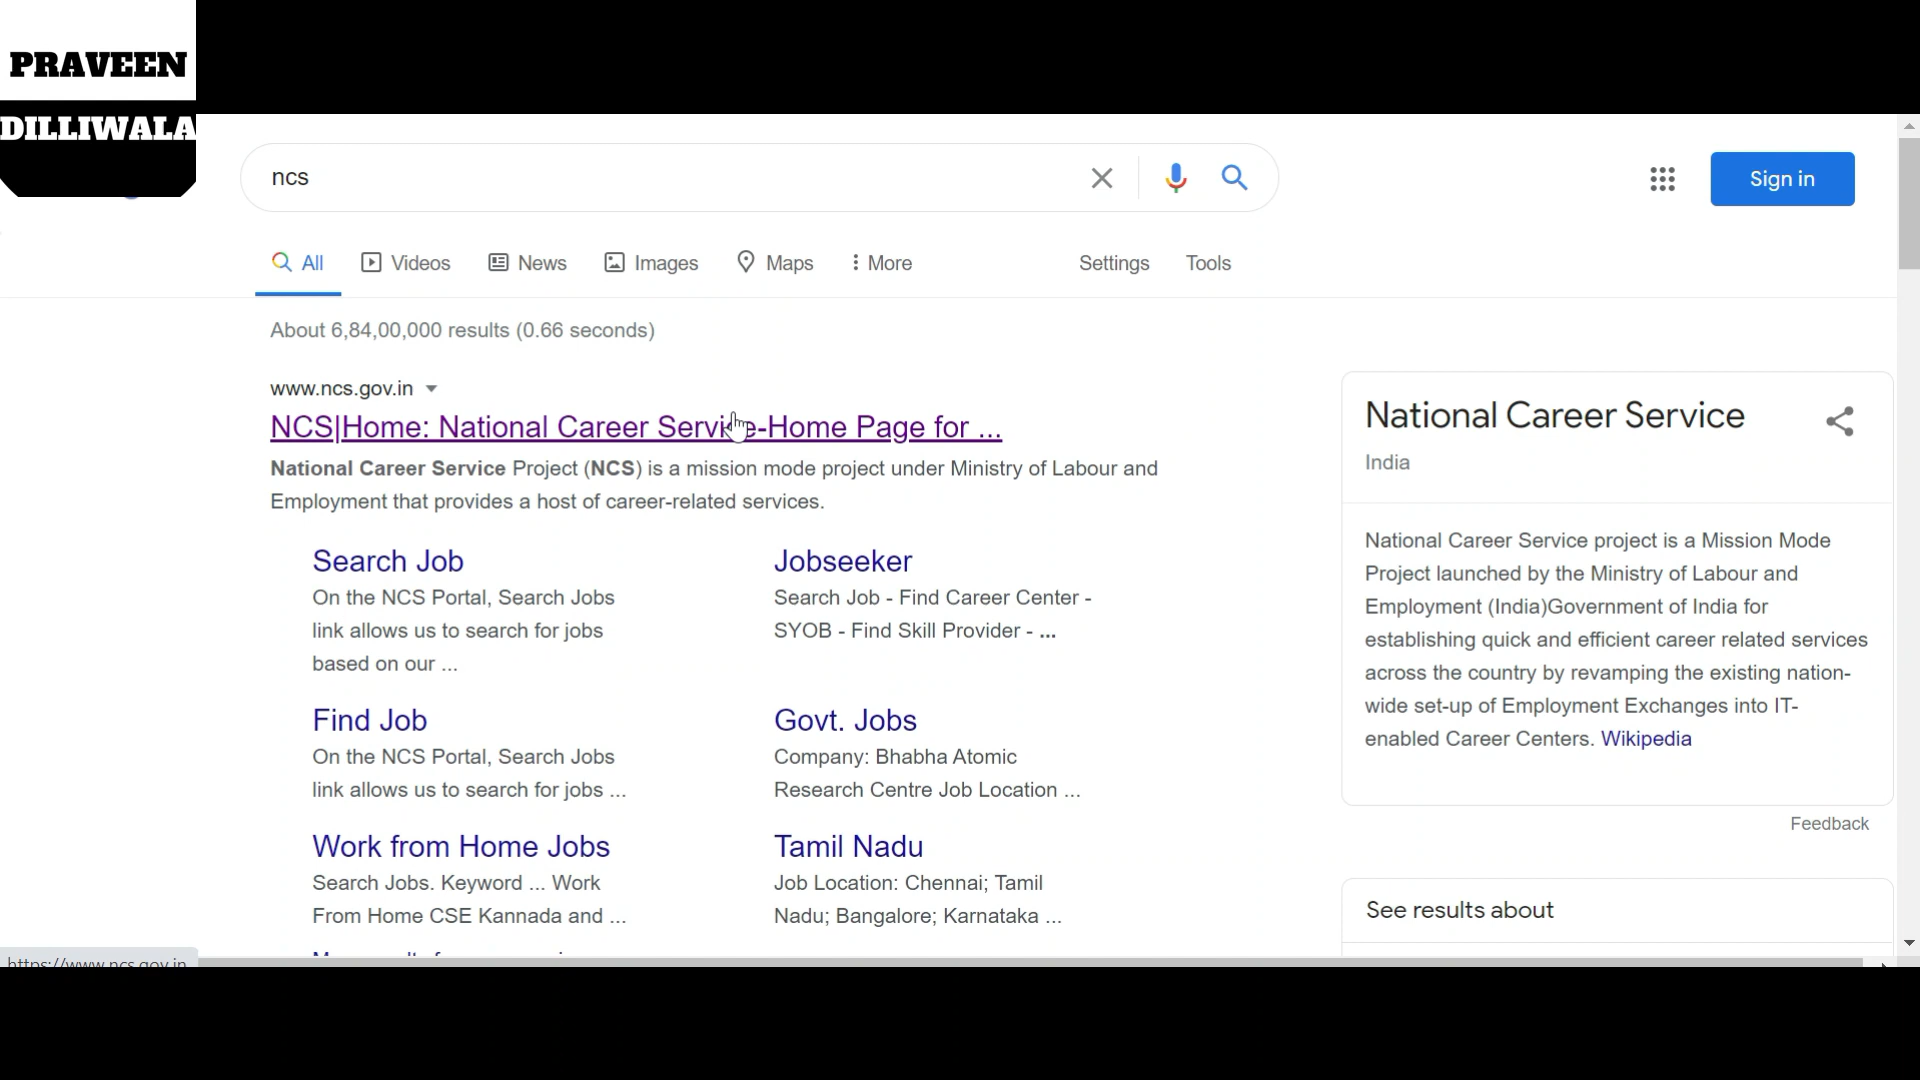 PRAVEEN
DILLIWALA
ncs
Sign in
All Videos News Images Maps More Settings Tools
About 6,84,00,000 results (0.66 seconds)
www.ncs.gov.in
NCS|Home: National Career Service-Home Page for ...
National Career Service Project (NCS) is a mission mode project under Ministry of Labour and
Employment that provides a host of career-related services.
Search Job
On the NCS Portal, Search Jobs
link allows us to search for jobs
based on our ...
Jobseeker
Search Job - Find Career Center -
SYOB - Find Skill Provider - ...
Find Job
On the NCS Portal, Search Jobs
link allows us to search for jobs ...
Govt. Jobs
Company: Bhabha Atomic
Research Centre Job Location ...
Work from Home Jobs
Search Jobs. Keyword ... Work
From Home CSE Kannada and ...
Tamil Nadu
Job Location: Chennai; Tamil
Nadu; Bangalore; Karnataka ...
National Career Service
India
National Career Service project is a Mission Mode
Project launched by the Ministry of Labour and
Employment (India)Government of India for
establishing quick and efficient career related services
across the country by revamping the existing nation-
wide set-up of Employment Exchanges into IT-
enabled Career Centers. Wikipedia
Feedback
See results about
https://www.ncs.gov.in